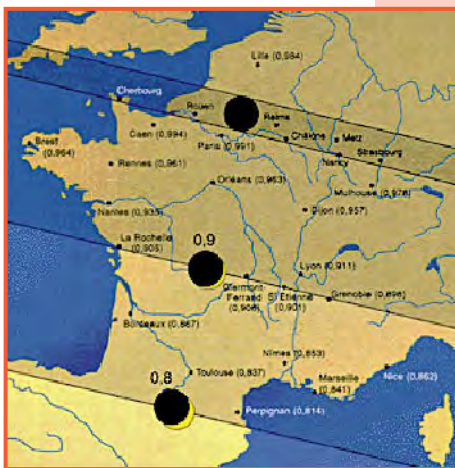 Lille (0,984)
Cherbourg
Rouen
Reims
Caen (0,994)
Châlons
Metz
Brest
(0,964)
Paris (0,991)
Nancy
Strasbourg
Rennes (0,961)
Orléans (0,963)
Mulhouse (0,976)
Nantes (0,935)
Dijon (0,957)
0,9
La Rochelle
(0,905)
Lyon (0,911)
Clermont-
Ferrand
(0,906)
St Etienne
(0,901)
Grenoble (0,896)
Bordeaux (0,867)
Nîmes (0,853)
0,8
Toulouse (0,837)
Marseille
(0,841)
Nice (0,862)
Perpignan (0,814)